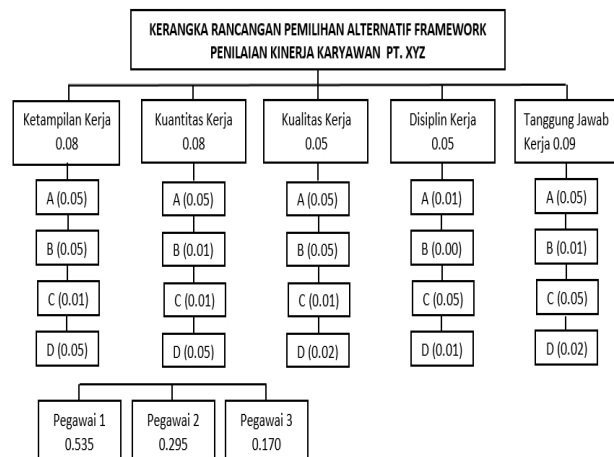 KERANGKA RANCANGAN PEMILIHAN ALTERNATIF FRAMEWORK
PENILAIAN KINERJA KARYAWAN PT. XYZ
Ketampilan Kerja
0.08
Kuantitas Kerja
0.08
Kualitas Kerja
0.05
Disiplin Kerja
0.05
Tanggung Jawab
Kerja 0.09
A (0.05)
A (0.05)
A (0.05)
A (0.01)
A (0.05)
B (0.05)
B (0.01)
B (0.05)
B (0.00)
B (0.01)
C (0.01)
C (0.01)
C (0.01)
C (0.05)
C (0.05)
D (0.05)
D (0.05)
D (0.02)
D (0.01)
D (0.02)
Pegawai 1
0.535
Pegawai 2
0.295
Pegawai 3
0.170